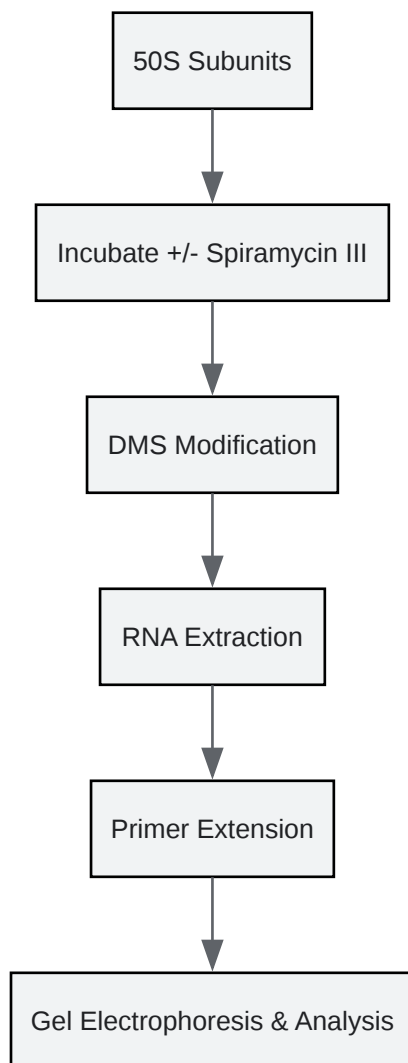 50S Subunits
Incubate +/- Spiramycin III
DMS Modification
RNA Extraction
Primer Extension
Gel Electrophoresis & Analysis